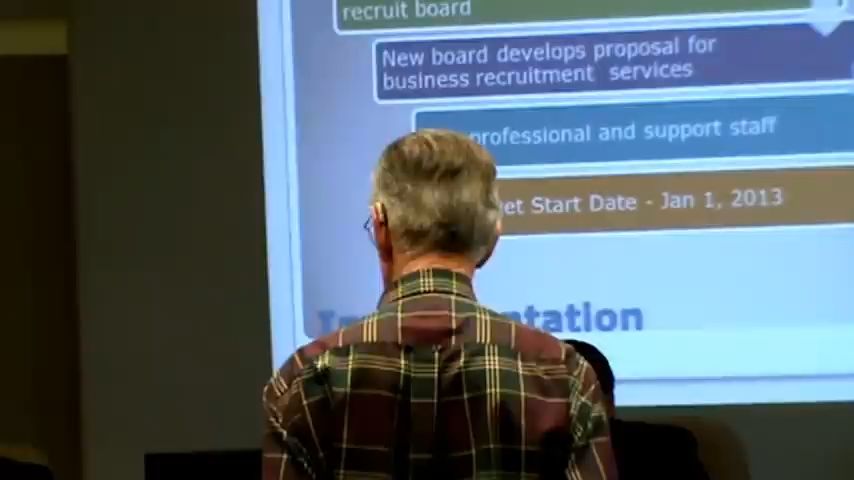 recruit board
New board develops proposal for
business recruitment services
professional and support staff
et Start Date - Jan 1, 2013
I ntation